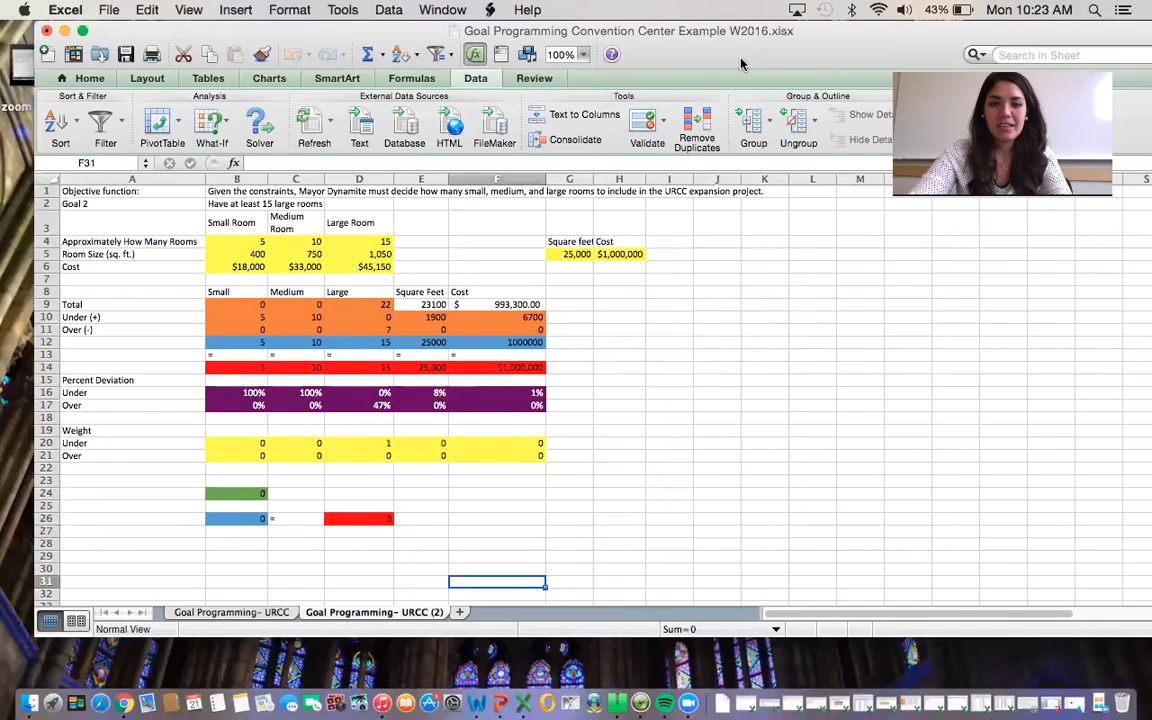 Excel File Edit View Insert Format Tools Data Window Help 43% Mon 10:23 AM
Goal Programming Convention Center Example W2016.xlsx
zoom
100%
Search in Sheet
Home Layout Tables Charts SmartArt Formulas Data Review
Sort & Filter Analysis External Data Sources Tools Group & Outline
Text to Columns
Consolidate
Show Det
Hide Deta
Sort Filter PivotTable What-If Solver Refresh Text Database HTML FileMaker Validate Remove Duplicates Group Ungroup
F31 fx
A B C D E F G H I J K L M S
1 Objective function: Given the constraints, Mayor Dynamite must decide how many small, medium, and large rooms to include in the URCC expansion project.
2 Goal 2 Have at least 15 large rooms
3 Small Room Medium Room Large Room
4 Approximately How Many Rooms 5 10 15 Square feet Cost
5 Room Size (sq. ft.) 400 750 1,050 25,000 $1,000,000
6 Cost $18,000 $33,000 $45,150
7
8 Small Medium Large Square Feet Cost
9 Total 0 0 22 23100 $ 993,300.00
10 Under (+) 5 10 0 1900 6700
11 Over (-) 0 0 7 0 0
12 5 10 15 25000 1000000
13 = = = = =
14 5 10 15 25,000 $1,000,000
15 Percent Deviation
16 Under 100% 100% 0% 8% 1%
17 Over 0% 0% 47% 0% 0%
18
19 Weight
20 Under 0 0 1 0 0
21 Over 0 0 0 0 0
22
23
24 0
25
26 0 = 0
27
28
29
30
31
32
Goal Programming- URCC Goal Programming- URCC (2) +
Normal View Sum=0